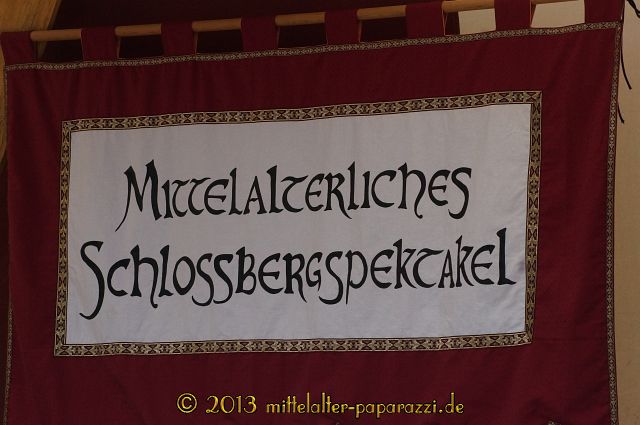 Mittelalterliches
Schlossbergspektakel
© 2013 mittelalter-paparazzi.de